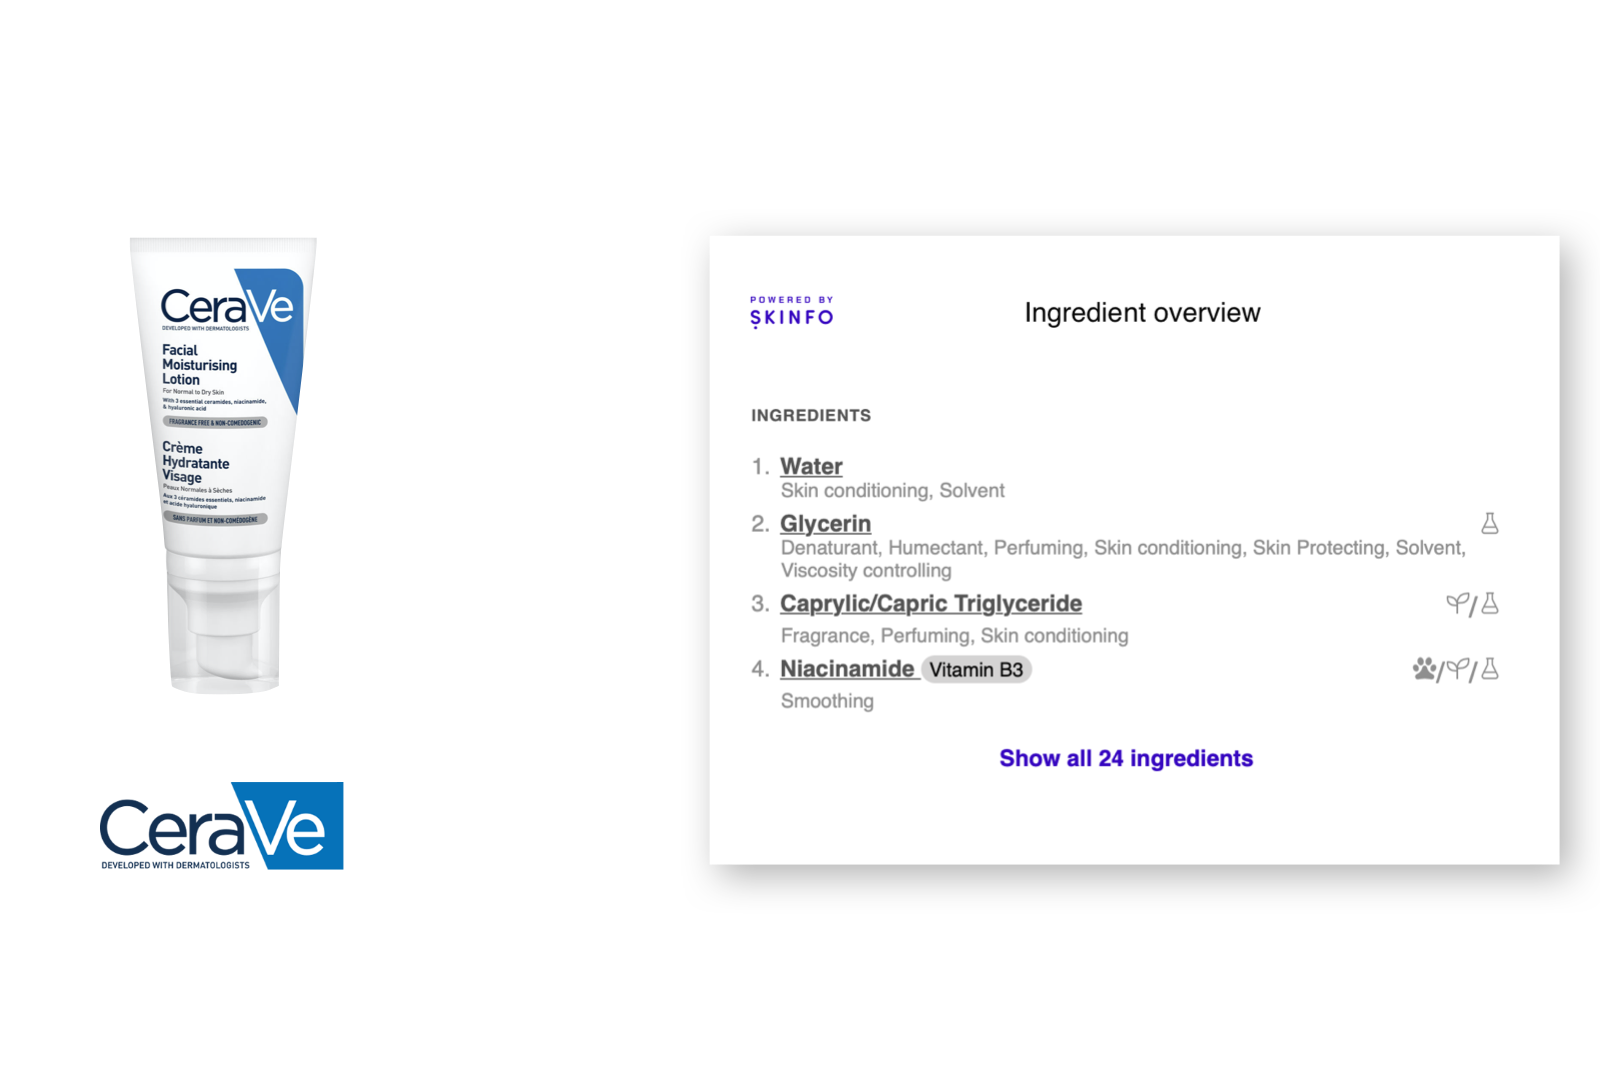 CeraVe
DEVELOPED WITH DERMATOLOGISTS
Facial
Moisturising
Lotion
For Normal to Dry Skin
With 3 essential ceramides, niacinamide,
& hyaluronic acid
FRAGRANCE FREE & NON-COMEDOGENIC
Crème
Hydratante
Visage
Peaux Normales à Sèches
Aux 3 céramides essentiels, niacinamide
et acide hyaluronique
SANS PARFUM ET NON-COMÉDOGÈNE
CeraVe
DEVELOPED WITH DERMATOLOGISTS
POWERED BY
SKINFO
Ingredient overview
INGREDIENTS
1. Water
Skin conditioning, Solvent
2. Glycerin
Denaturant, Humectant, Perfuming, Skin conditioning, Skin Protecting, Solvent,
Viscosity controlling
3. Caprylic/Capric Triglyceride
/
Fragrance, Perfuming, Skin conditioning
4. Niacinamide Vitamin B3
/ /
Smoothing
Show all 24 ingredients